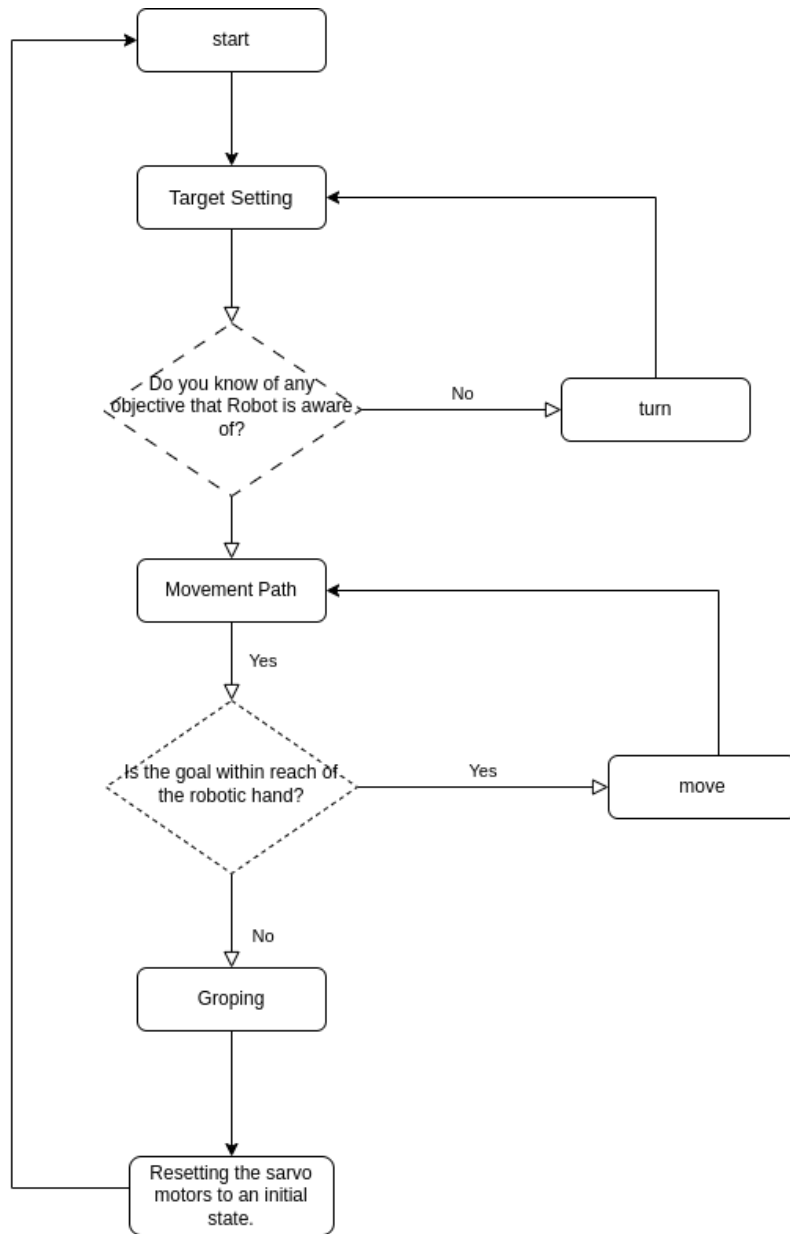 start
Target Setting
Do you know of any
objective that Robot is aware
of?
No
turn
Movement Path
Yes
Is the goal within reach of
the robotic hand?
Yes
move
No
Groping
Resetting the sarvo
motors to an initial
state.